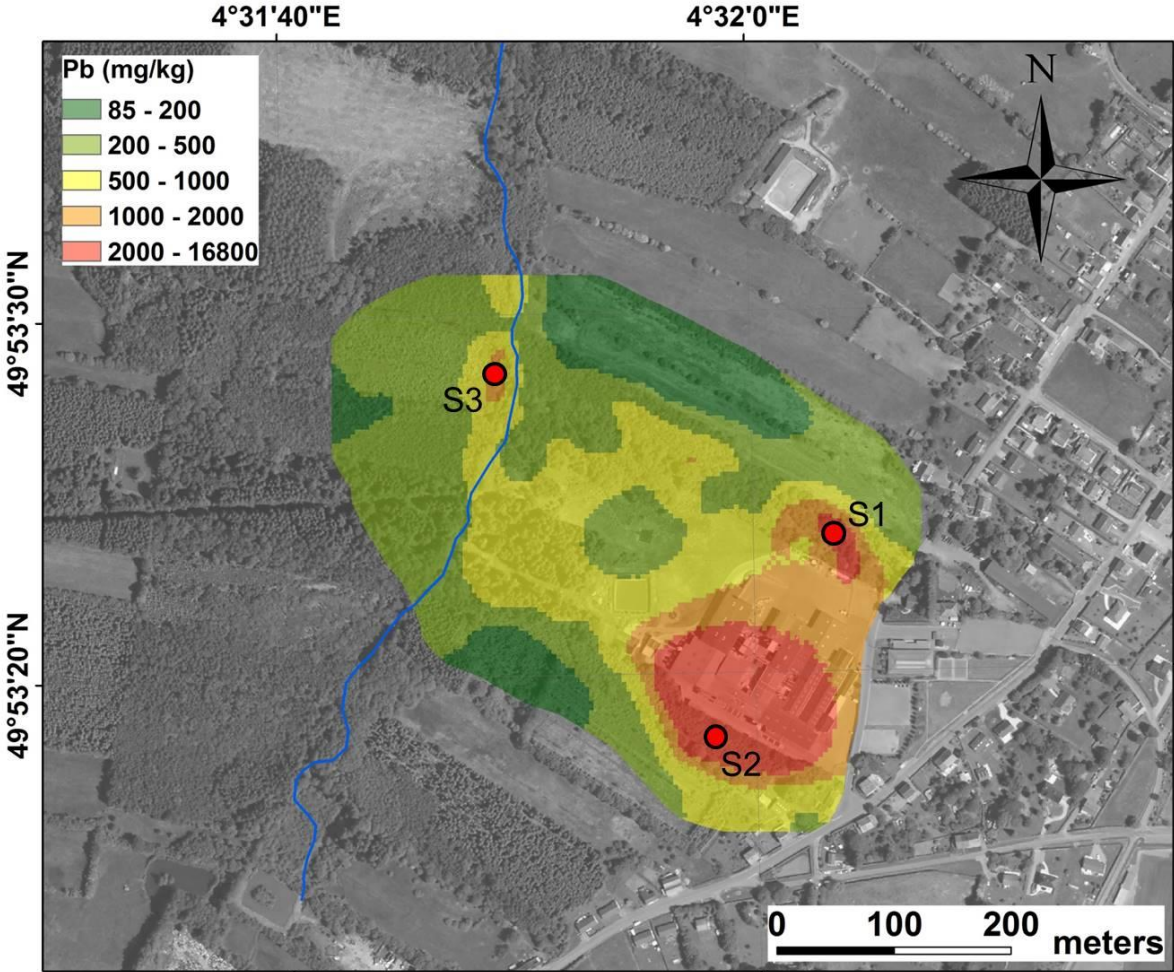 4°31'40"E
4°32'0"E
Pb (mg/kg)
85 - 200
200 - 500
500 - 1000
1000 - 2000
2000 - 16800
N
49°53'30"N
S3
S1
49°53'20"N
S2
0 100 200
meters